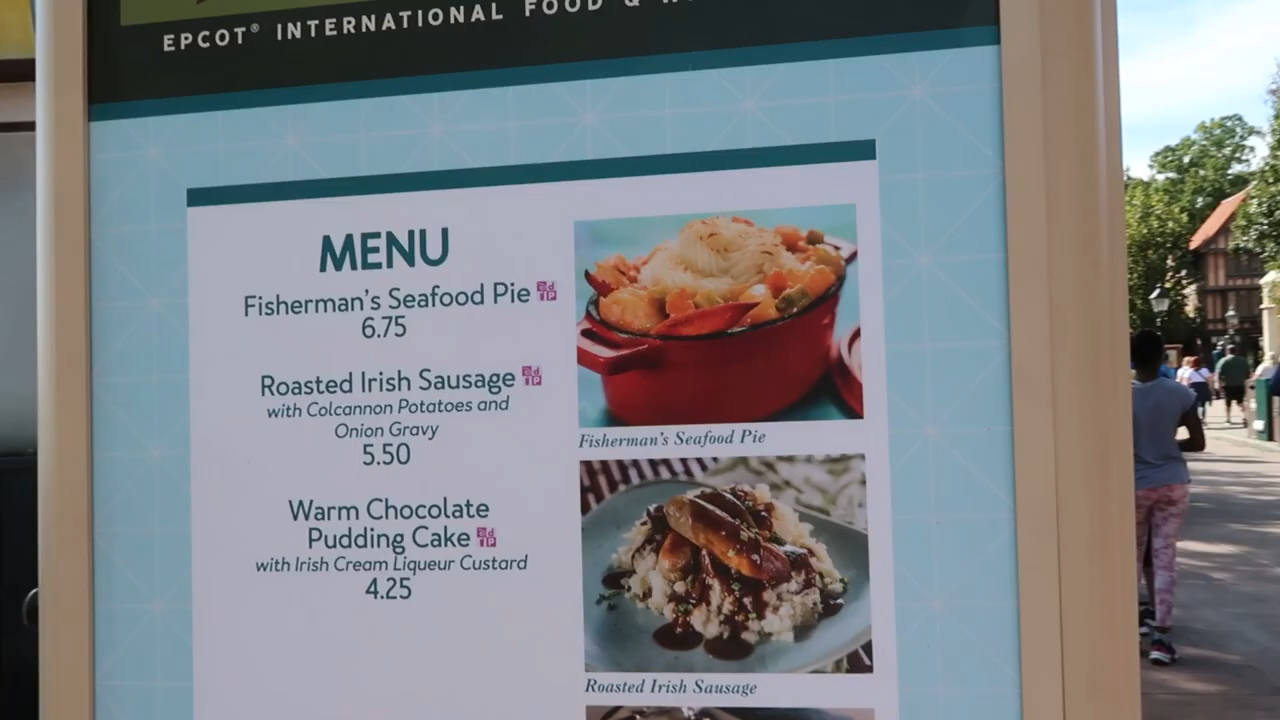 EPCOT® INTERNATIONAL FOOD &
MENU
Fisherman's Seafood Pie
6.75
Roasted Irish Sausage
with Colcannon Potatoes and
Onion Gravy
5.50
Warm Chocolate
Pudding Cake
with Irish Cream Liqueur Custard
4.25
Fisherman's Seafood Pie
Roasted Irish Sausage